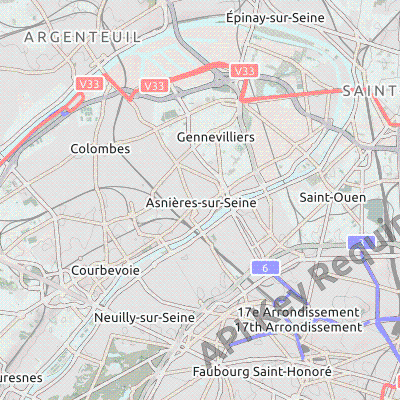 Épinay-sur-Seine
ARGENTEUIL
V33
V33
V33
SAINT
Gennevilliers
Colombes
Saint-Ouen
Asnières-sur-Seine
6
Courbevoie
17e Arrondissement
17th Arrondissement
Neuilly-sur-Seine
Faubourg Saint-Honoré
uresnes
API Key Requir